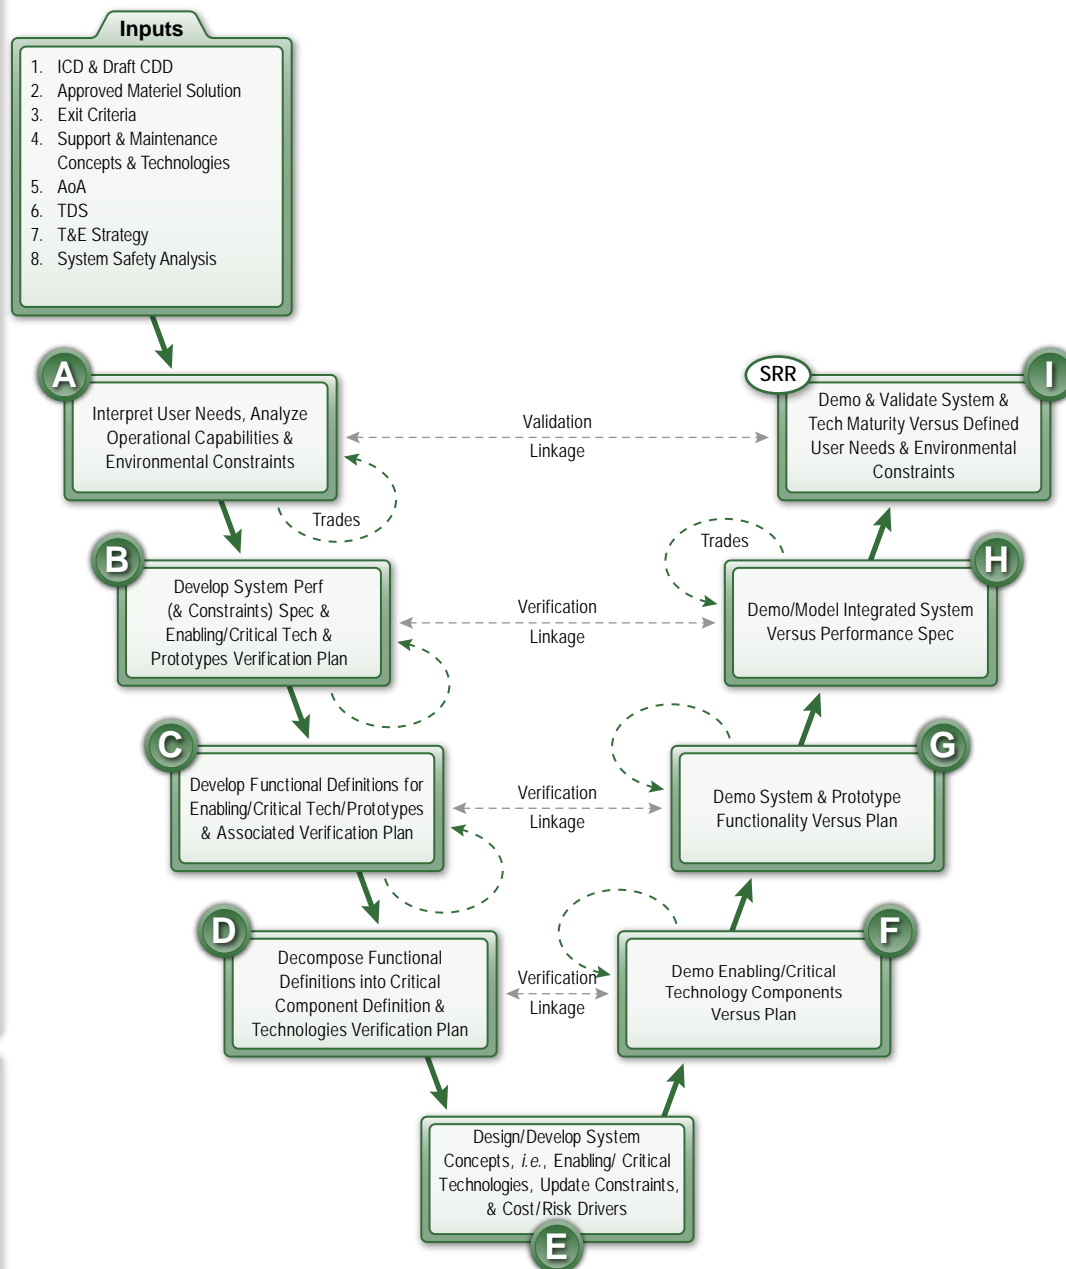 Inputs
1. ICD & Draft CDD
2. Approved Materiel Solution
3. Exit Criteria
4. Support & Maintenance
Concepts & Technologies
5. AoA
6. TDS
7. T&E Strategy
8. System Safety Analysis
A
Interpret User Needs, Analyze
Operational Capabilities &
Environmental Constraints
Trades
Validation
Linkage
SRR
I
Demo & Validate System &
Tech Maturity Versus Defined
User Needs & Environmental
Constraints
B
Develop System Perf
(& Constraints) Spec &
Enabling/Critical Tech &
Prototypes Verification Plan
Verification
Linkage
Trades
H
Demo/Model Integrated System
Versus Performance Spec
C
Develop Functional Definitions for
Enabling/Critical Tech/Prototypes
& Associated Verification Plan
Verification
Linkage
G
Demo System & Prototype
Functionality Versus Plan
D
Decompose Functional
Definitions into Critical
Component Definition &
Technologies Verification Plan
Verification
Linkage
F
Demo Enabling/Critical
Technology Components
Versus Plan
Design/Develop System
Concepts, i.e., Enabling/ Critical
Technologies, Update Constraints,
& Cost/Risk Drivers
E